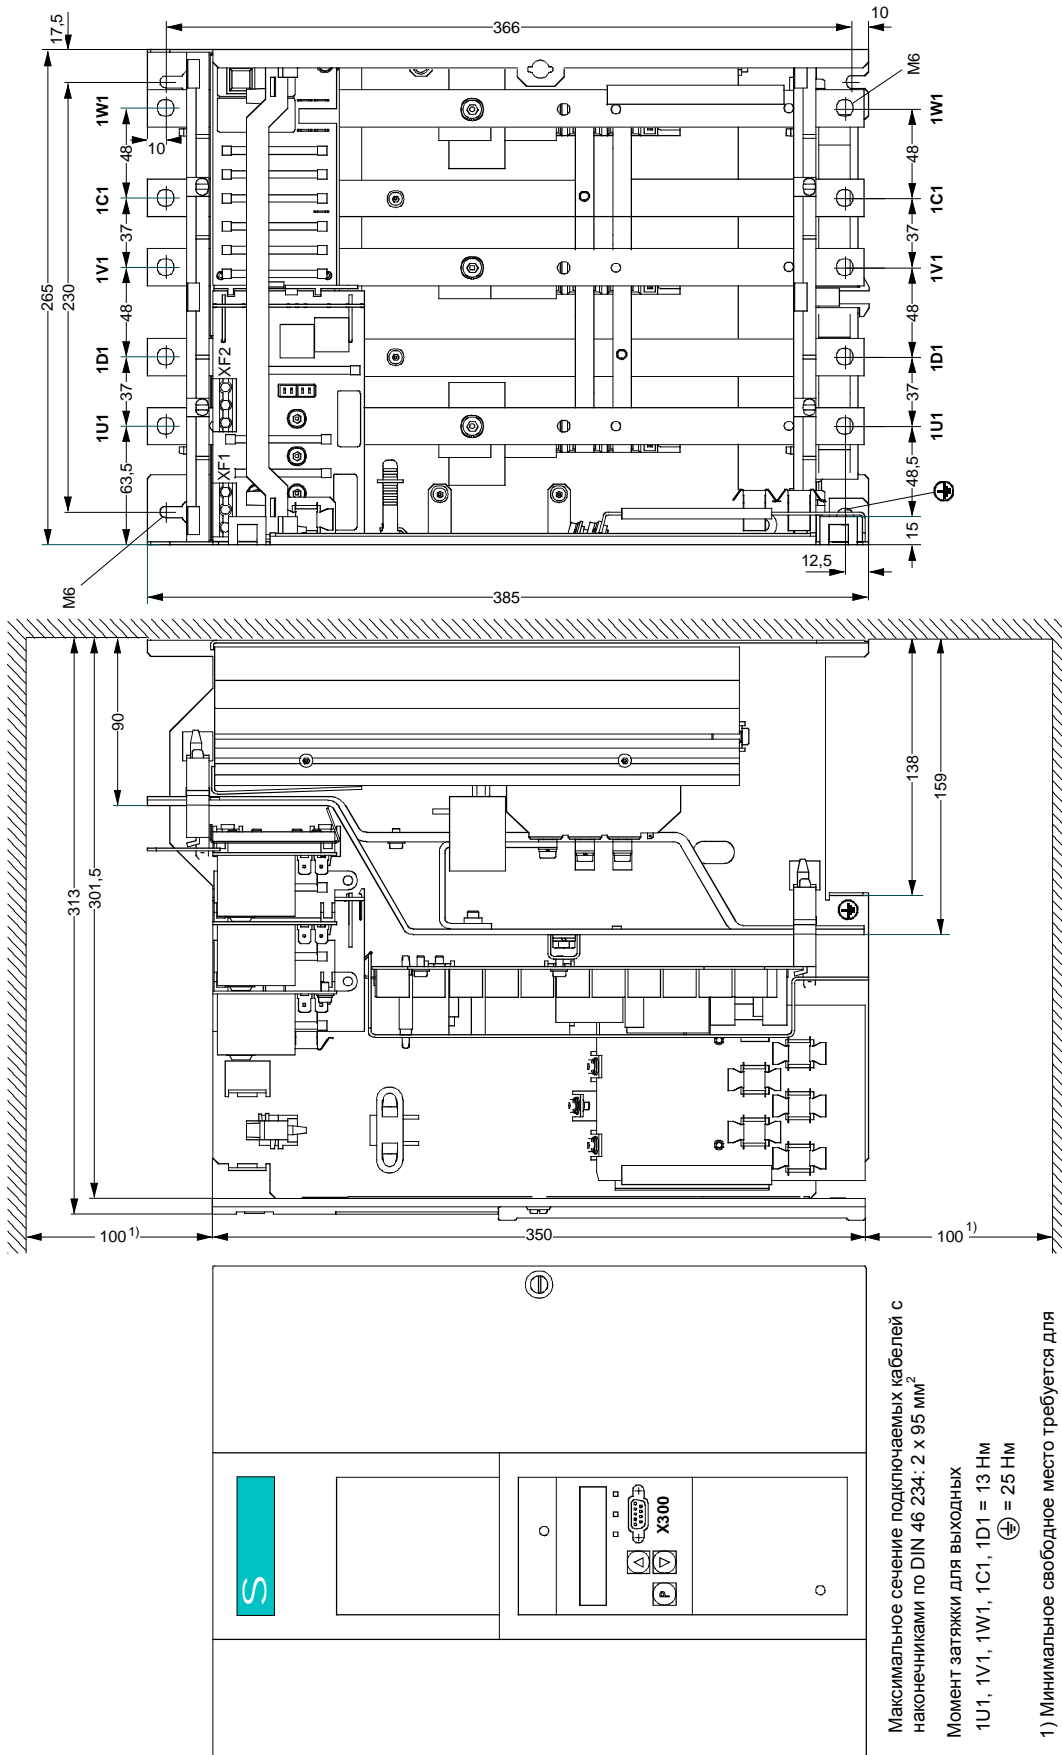 17,5
366
10
M6
265
230
1W1
48
10
1C1
37
1V1
48
1D1
37
1U1
63,5
XF2
XF1
M6
1W1
48
1C1
37
1V1
48
1D1
37
1U1
48,5
15
12,5
385
90
313
301,5
138
159
100 1)
350
100 1)
S
X300
P
Максимальное сечение подключаемых кабелей с
наконечниками по DIN 46 234: 2 x 95 мм²
Момент затяжки для выходных
1U1, 1V1, 1W1, 1C1, 1D1 = 13 Нм
= 25 Нм
1) Минимальное свободное место требуется для